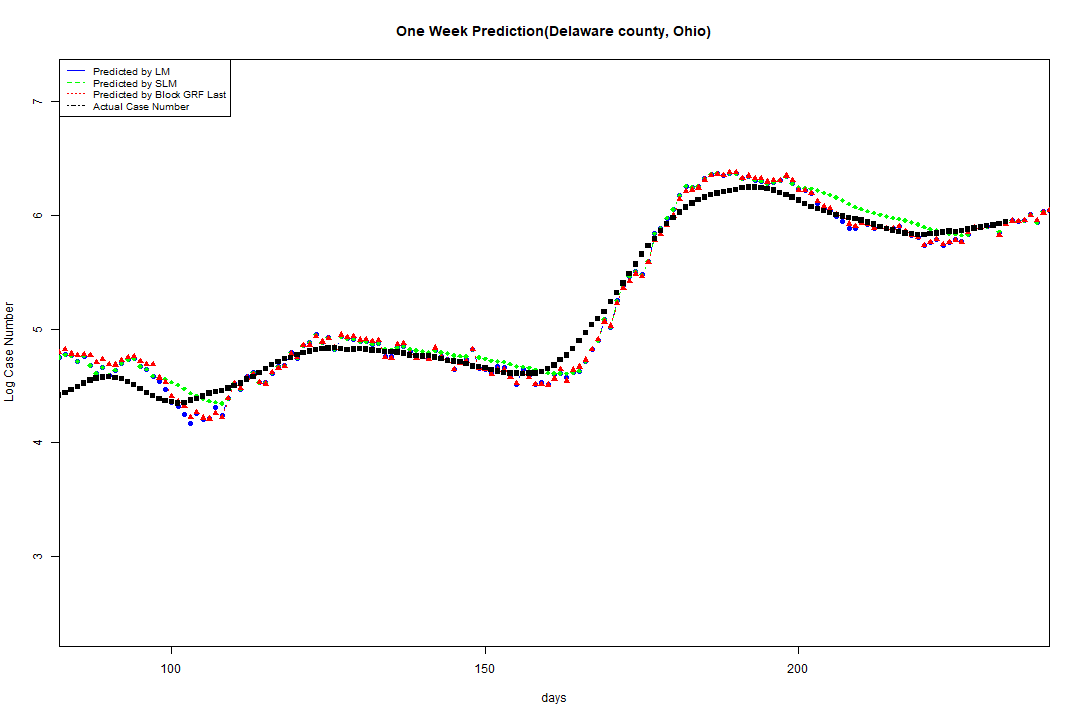 One Week Prediction(Delaware county, Ohio)
Predicted by LM
Predicted by SLM
Predicted by Block GRF Last
Actual Case Number
7
6
5
4
3
Log Case Number
100
150
200
days